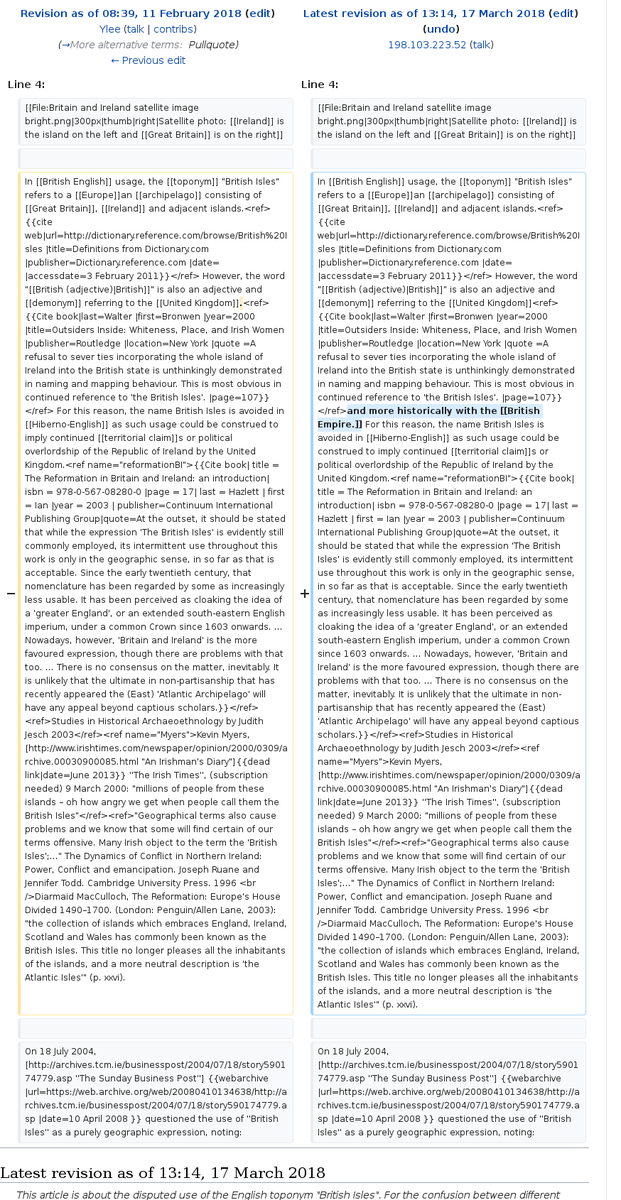 Revision as of 08:39, 11 February 2018 (edit)
Ylee (talk | contribs)
(→More alternative terms: Pullquote)
← Previous edit
Latest revision as of 13:14, 17 March 2018 (edit)
(undo)
198.103.223.52 (talk)
Line 4:
Line 4:
[[File:Britain and Ireland satellite image
bright.png|300px|thumb|right|Satellite photo: [[Ireland]] is
the island on the left and [[Great Britain]] is on the right]]
[[File:Britain and Ireland satellite image
bright.png|300px|thumb|right|Satellite photo: [[Ireland]] is
the island on the left and [[Great Britain]] is on the right]]
−
In [[British English]] usage, the [[toponym]] "British Isles"
refers to a [[Europe]]an [[archipelago]] consisting of
[[Great Britain]], [[Ireland]] and adjacent islands.<ref>
{{cite
web|url=http://dictionary.reference.com/browse/British%20I
sles |title=Definitions from Dictionary.com
|publisher=Dictionary.reference.com |date=
|accessdate=3 February 2011}}</ref> However, the word
"[[British (adjective)|British]]" is also an adjective and
[[demonym]] referring to the [[United Kingdom]].<ref>
{{Cite book|last=Walter |first=Bronwen |year=2000
|title=Outsiders Inside: Whiteness, Place, and Irish Women
|publisher=Routledge |location=New York |quote =A
refusal to sever ties incorporating the whole island of
Ireland into the British state is unthinkingly demonstrated
in naming and mapping behaviour. This is most obvious in
continued reference to 'the British Isles'. |page=107}}
</ref> For this reason, the name British Isles is avoided in
[[Hiberno-English]] as such usage could be construed to
imply continued [[territorial claim]]s or political
overlordship of the Republic of Ireland by the United
Kingdom.<ref name="reformationBI">{{Cite book| title =
The Reformation in Britain and Ireland: an introduction|
isbn = 978-0-567-08280-0 |page = 17| last = Hazlett | first
= Ian |year = 2003 | publisher=Continuum International
Publishing Group|quote=At the outset, it should be stated
that while the expression 'The British Isles' is evidently still
commonly employed, its intermittent use throughout this
work is only in the geographic sense, in so far as that is
acceptable. Since the early twentieth century, that
nomenclature has been regarded by some as increasingly
less usable. It has been perceived as cloaking the idea of
a 'greater England', or an extended south-eastern English
imperium, under a common Crown since 1603 onwards. ...
Nowadays, however, 'Britain and Ireland' is the more
favoured expression, though there are problems with that
too. ... There is no consensus on the matter, inevitably. It
is unlikely that the ultimate in non-partisanship that has
recently appeared the (East) 'Atlantic Archipelago' will
have any appeal beyond captious scholars.}}</ref>
<ref>Studies in Historical Archaeoethnology by Judith
Jesch 2003</ref><ref name="Myers">Kevin Myers,
[http://www.irishtimes.com/newspaper/opinion/2000/0309/a
rchive.00030900085.html "An Irishman's Diary"]{{dead
link|date=June 2013}} ''The Irish Times'', (subscription
needed) 9 March 2000: "millions of people from these
islands – oh how angry we get when people call them the
British Isles"</ref><ref>"Geographical terms also cause
problems and we know that some will find certain of our
terms offensive. Many Irish object to the term the 'British
Isles';..." The Dynamics of Conflict in Northern Ireland:
Power, Conflict and emancipation. Joseph Ruane and
Jennifer Todd. Cambridge University Press. 1996 <br
/>Diarmaid MacCulloch, The Reformation: Europe's House
Divided 1490–1700. (London: Penguin/Allen Lane, 2003):
"the collection of islands which embraces England, Ireland,
Scotland and Wales has commonly been known as the
British Isles. This title no longer pleases all the inhabitants
of the islands, and a more neutral description is 'the
Atlantic Isles'" (p. xxvi).
+
In [[British English]] usage, the [[toponym]] "British Isles"
refers to a [[Europe]]an [[archipelago]] consisting of
[[Great Britain]], [[Ireland]] and adjacent islands.<ref>
{{cite
web|url=http://dictionary.reference.com/browse/British%20I
sles |title=Definitions from Dictionary.com
|publisher=Dictionary.reference.com |date=
|accessdate=3 February 2011}}</ref> However, the word
"[[British (adjective)|British]]" is also an adjective and
[[demonym]] referring to the [[United Kingdom]]<ref>
{{Cite book|last=Walter |first=Bronwen |year=2000
|title=Outsiders Inside: Whiteness, Place, and Irish Women
|publisher=Routledge |location=New York |quote =A
refusal to sever ties incorporating the whole island of
Ireland into the British state is unthinkingly demonstrated
in naming and mapping behaviour. This is most obvious in
continued reference to 'the British Isles'. |page=107}}
</ref>and more historically with the [[British
Empire.]] For this reason, the name British Isles is
avoided in [[Hiberno-English]] as such usage could be
construed to imply continued [[territorial claim]]s or
political overlordship of the Republic of Ireland by the
United Kingdom.<ref name="reformationBI">{{Cite book|
title = The Reformation in Britain and Ireland: an
introduction| isbn = 978-0-567-08280-0 |page = 17| last =
Hazlett | first = Ian |year = 2003 | publisher=Continuum
International Publishing Group|quote=At the outset, it
should be stated that while the expression 'The British
Isles' is evidently still commonly employed, its intermittent
use throughout this work is only in the geographic sense,
in so far as that is acceptable. Since the early twentieth
century, that nomenclature has been regarded by some
as increasingly less usable. It has been perceived as
cloaking the idea of a 'greater England', or an extended
south-eastern English imperium, under a common Crown
since 1603 onwards. ... Nowadays, however, 'Britain and
Ireland' is the more favoured expression, though there are
problems with that too. ... There is no consensus on the
matter, inevitably. It is unlikely that the ultimate in non-
partisanship that has recently appeared the (East)
'Atlantic Archipelago' will have any appeal beyond captious
scholars.}}</ref><ref>Studies in Historical
Archaeoethnology by Judith Jesch 2003</ref><ref
name="Myers">Kevin Myers,
[http://www.irishtimes.com/newspaper/opinion/2000/0309/a
rchive.00030900085.html "An Irishman's Diary"]{{dead
link|date=June 2013}} ''The Irish Times'', (subscription
needed) 9 March 2000: "millions of people from these
islands – oh how angry we get when people call them the
British Isles"</ref><ref>"Geographical terms also cause
problems and we know that some will find certain of our
terms offensive. Many Irish object to the term the 'British
Isles';..." The Dynamics of Conflict in Northern Ireland:
Power, Conflict and emancipation. Joseph Ruane and
Jennifer Todd. Cambridge University Press. 1996 <br
/>Diarmaid MacCulloch, The Reformation: Europe's House
Divided 1490–1700. (London: Penguin/Allen Lane, 2003):
"the collection of islands which embraces England, Ireland,
Scotland and Wales has commonly been known as the
British Isles. This title no longer pleases all the inhabitants
of the islands, and a more neutral description is 'the
Atlantic Isles'" (p. xxvi).
On 18 July 2004,
[http://archives.tcm.ie/businesspost/2004/07/18/story5901
74779.asp ''The Sunday Business Post''] {{webarchive
|url=https://web.archive.org/web/20080410134638/http://a
rchives.tcm.ie/businesspost/2004/07/18/story590174779.a
sp |date=10 April 2008 }} questioned the use of "British
Isles" as a purely geographic expression, noting:
On 18 July 2004,
[http://archives.tcm.ie/businesspost/2004/07/18/story5901
74779.asp ''The Sunday Business Post''] {{webarchive
|url=https://web.archive.org/web/20080410134638/http://a
rchives.tcm.ie/businesspost/2004/07/18/story590174779.a
sp |date=10 April 2008 }} questioned the use of "British
Isles" as a purely geographic expression, noting:
Latest revision as of 13:14, 17 March 2018
This article is about the disputed use of the English toponym "British Isles". For the confusion between different